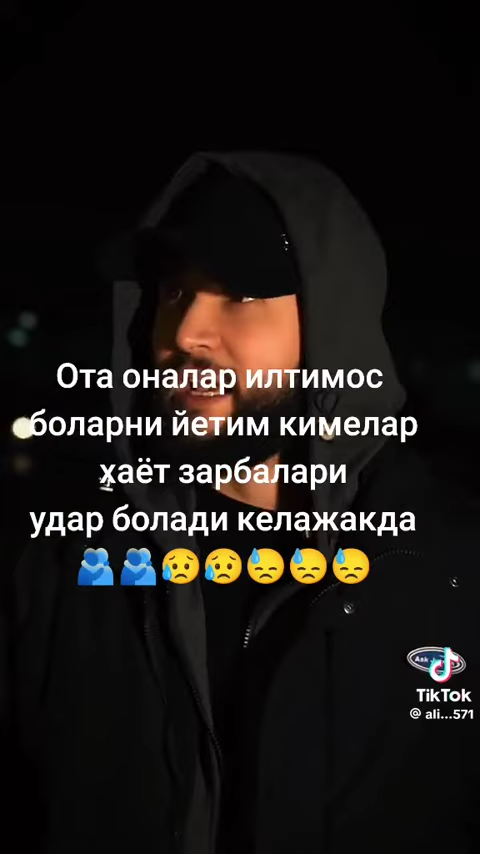 Ота оналар илтимос
боларни йетим кимелар
хаёт зарбалари
удар болади келажакда
🫂🫂😥😥😓😓😓
TikTok
@ ali...571